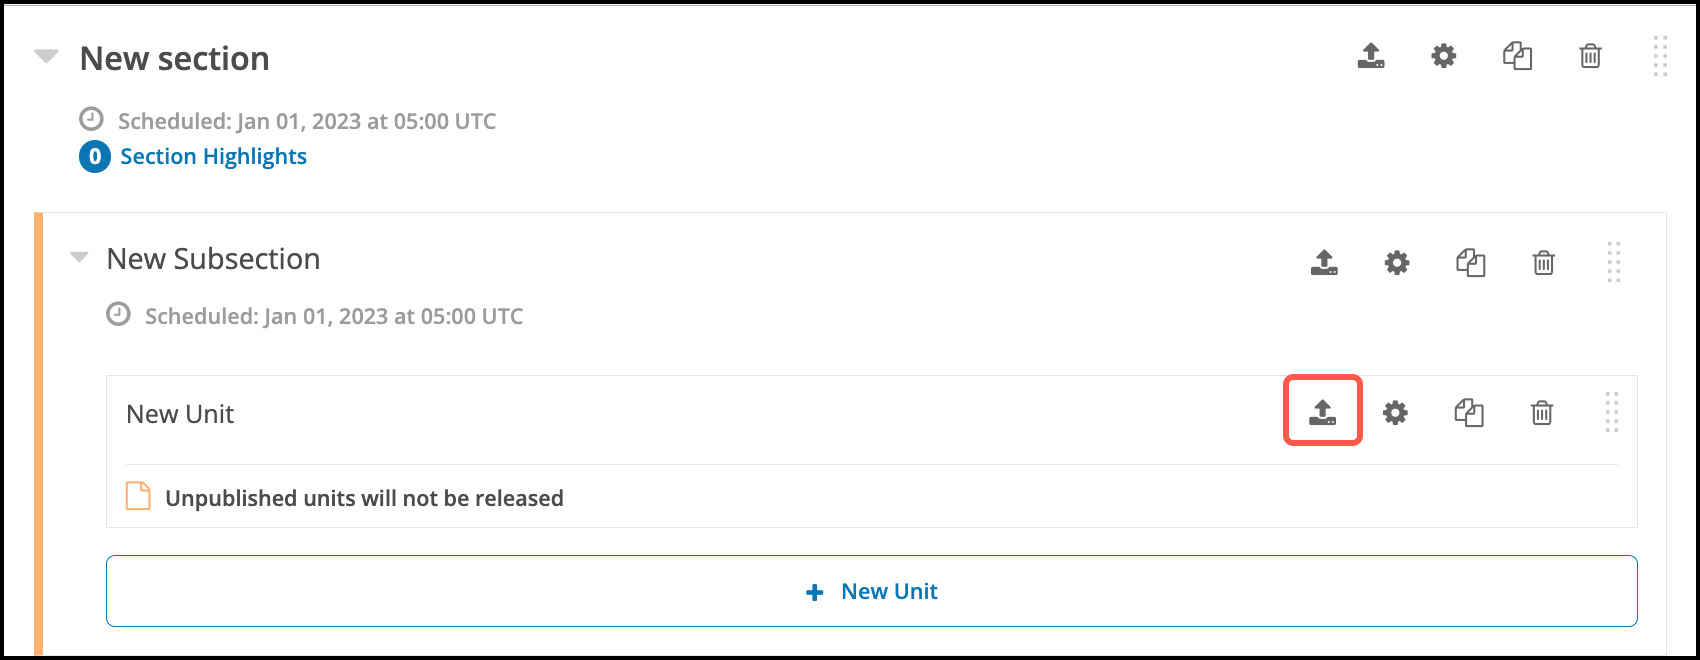 New section
Scheduled: Jan 01, 2023 at 05:00 UTC
0 Section Highlights
New Subsection
Scheduled: Jan 01, 2023 at 05:00 UTC
New Unit
Unpublished units will not be released
+ New Unit